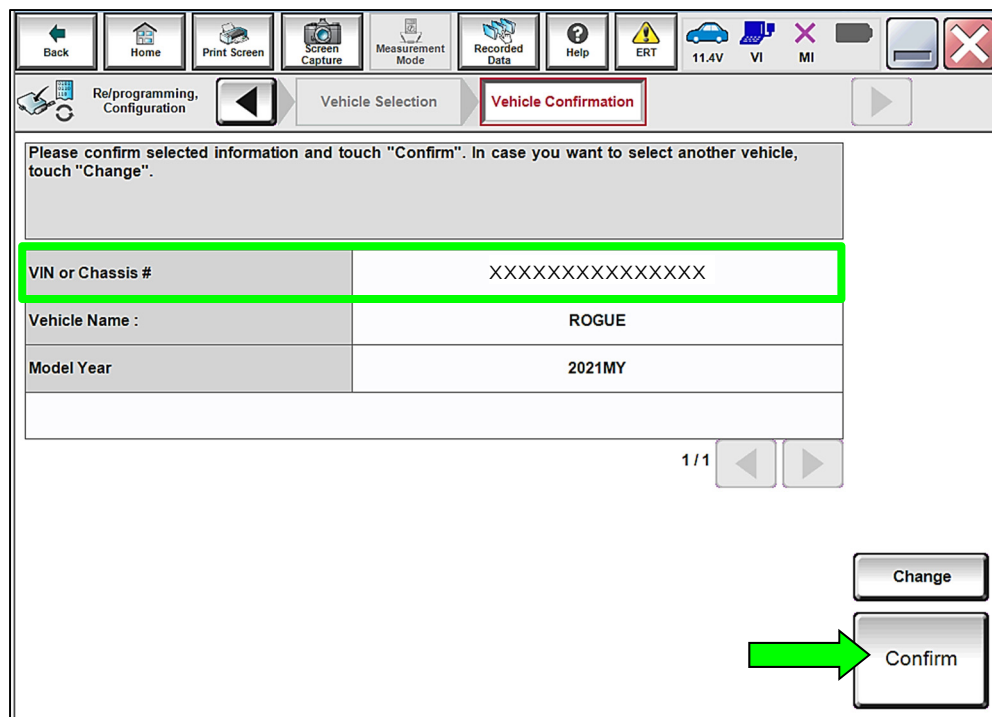 Back
Home
Print Screen
Screen
Capture
Measurement
Mode
Recorded
Data
Help
ERT
11.4V
VI
MI
Re/programming,
Configuration
Vehicle Selection
Vehicle Confirmation
Please confirm selected information and touch "Confirm". In case you want to select another vehicle,
touch "Change".
VIN or Chassis #
XXXXXXXXXXXXXXX
Vehicle Name :
ROGUE
Model Year
2021MY
1/1
Change
Confirm